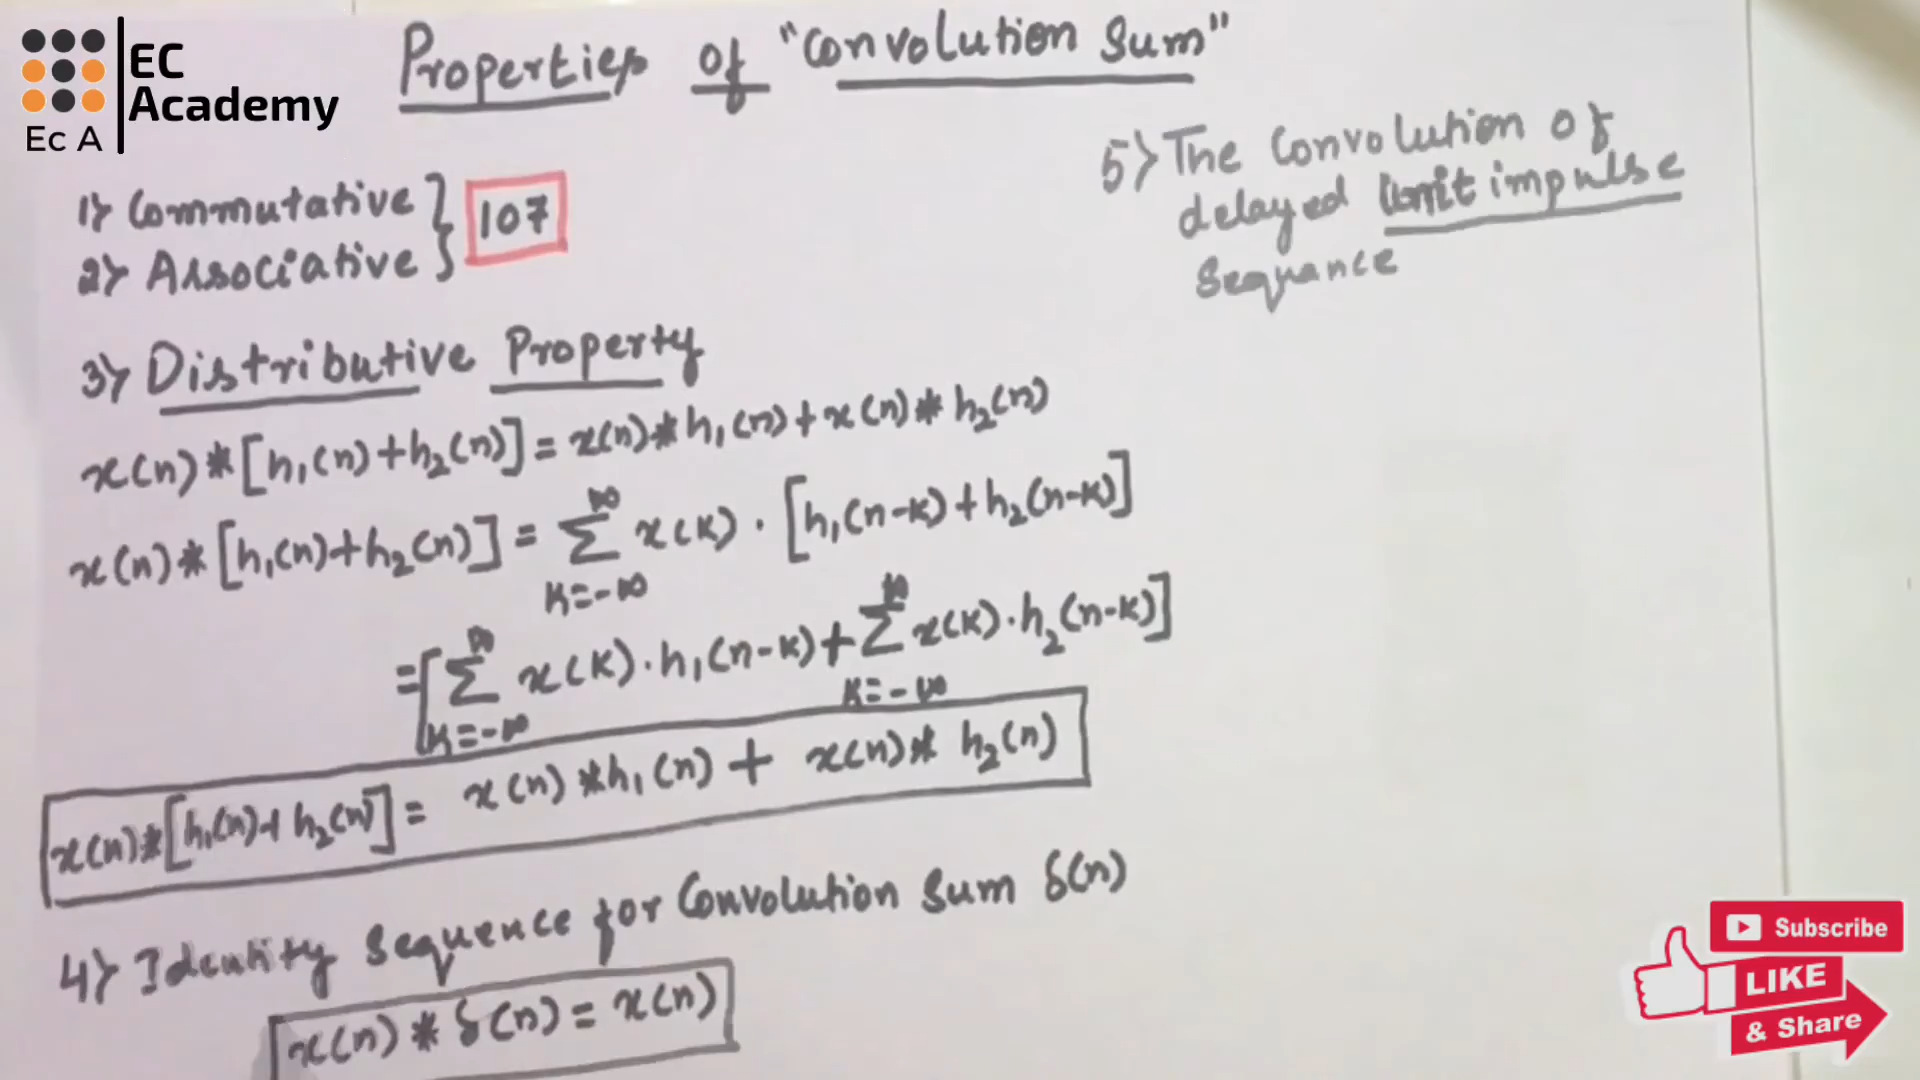 EC
Academy
Ec A
Properties of "Convolution Sum"
1) Commutative
2) Associative
107
3) Distributive Property
x(n)*[h₁(n)+h₂(n)] = x(n)*h₁(n)+x(n)*h₂(n)
x(n)*[h₁(n)+h₂(n)] = ∞∑k=-∞ x(k)·[h₁(n-k)+h₂(n-k)]
=[∞∑k=-∞ x(k)·h₁(n-k)+∞∑k=-∞ x(k)·h₂(n-k)]
x(n)*[h₁(n)+h₂(n)] = x(n)*h₁(n) + x(n)* h₂(n)
4) Identity Sequence for Convolution Sum δ(n)
x(n) * δ(n) = x(n)
5) The Convolution of
delayed Unit impulse
Sequance
Subscribe
LIKE
& Share